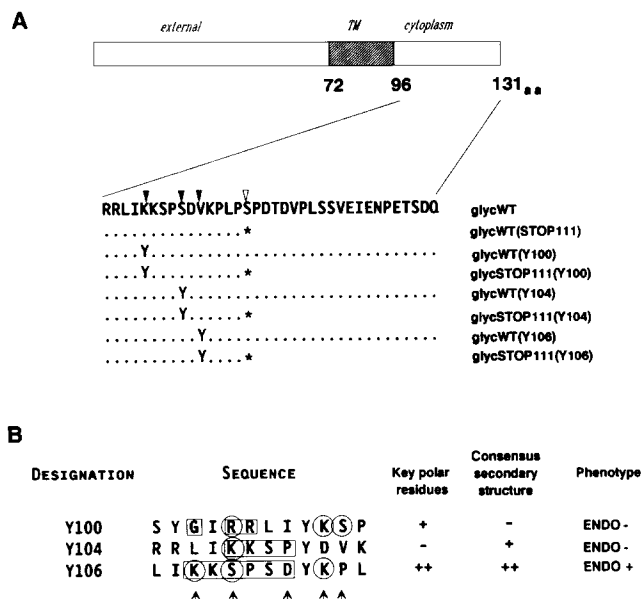 A
external TM cytoplasm
72 96 131aa
RRLIKKSPSDVKPLPSPDTDVPLSSVEIENPETSDQ glycWT
................* glycWT(STOP111)
....Y............................... glycWT(Y100)
....Y..........* glycSTOP111(Y100)
........Y........................... glycWT(Y104)
........Y......* glycSTOP111(Y104)
..........Y......................... glycWT(Y106)
..........Y....* glycSTOP111(Y106)
B
DESIGNATION SEQUENCE Key polar residues Consensus secondary structure Phenotype
Y100 S Y G I R R L I Y K S P + - ENDO -
Y104 R R L I K K S P Y D V K - + ENDO -
Y106 L I K K S P S D Y K P L ++ ++ ENDO +